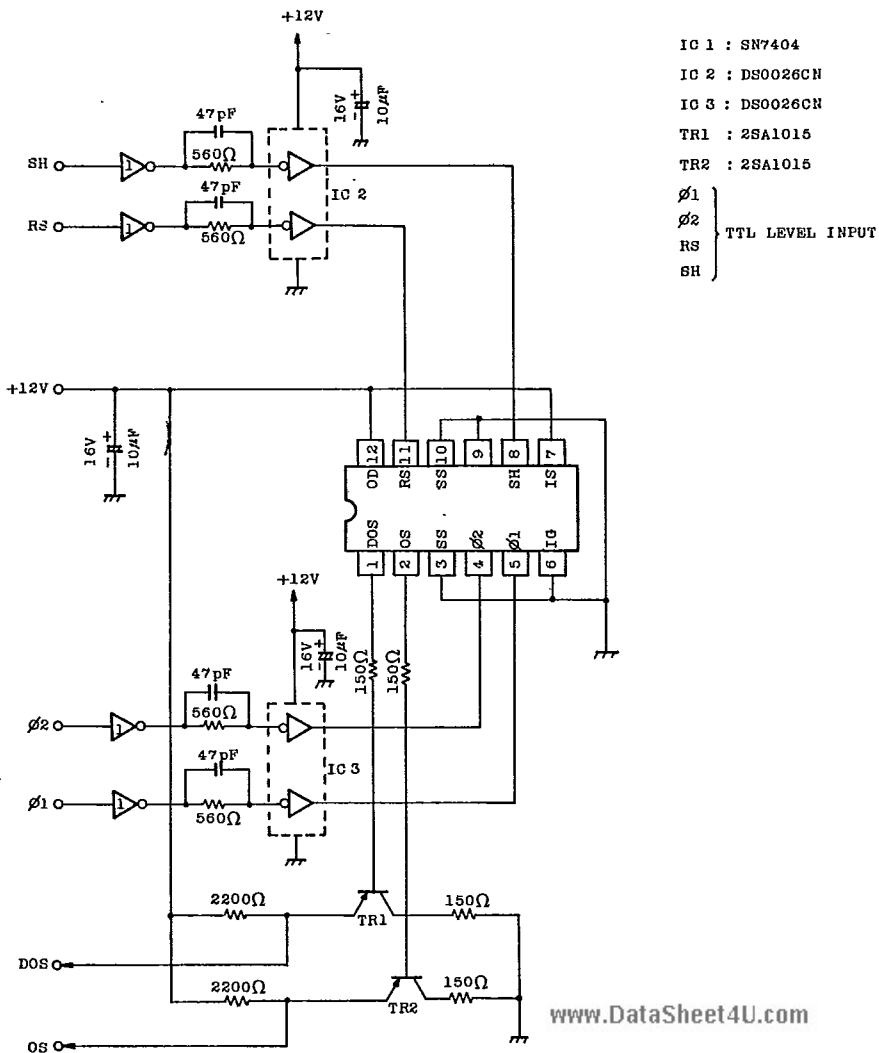 +12V
16V
10µF
47pF
SH
1
560Ω
47pF
IC 2
RS
1
560Ω
IC 1 : SN7404
IC 2 : DS0026CN
IC 3 : DS0026CN
TR1 : 2SA1015
TR2 : 2SA1015
Ø1
Ø2
RS
SH
TTL LEVEL INPUT
+12V
16V
10µF
12 11 10 9 8 7
OD RS SS SH IS
DOS OS SS Ø2 Ø1 IG
1 2 3 4 5 6
+12V
16V
10µF
150Ω
150Ω
47pF
560Ω
Ø2
1
47pF
IC 3
Ø1
1
560Ω
2200Ω
TR1
150Ω
DOS
2200Ω
TR2
150Ω
OS
www.DataSheet4U.com